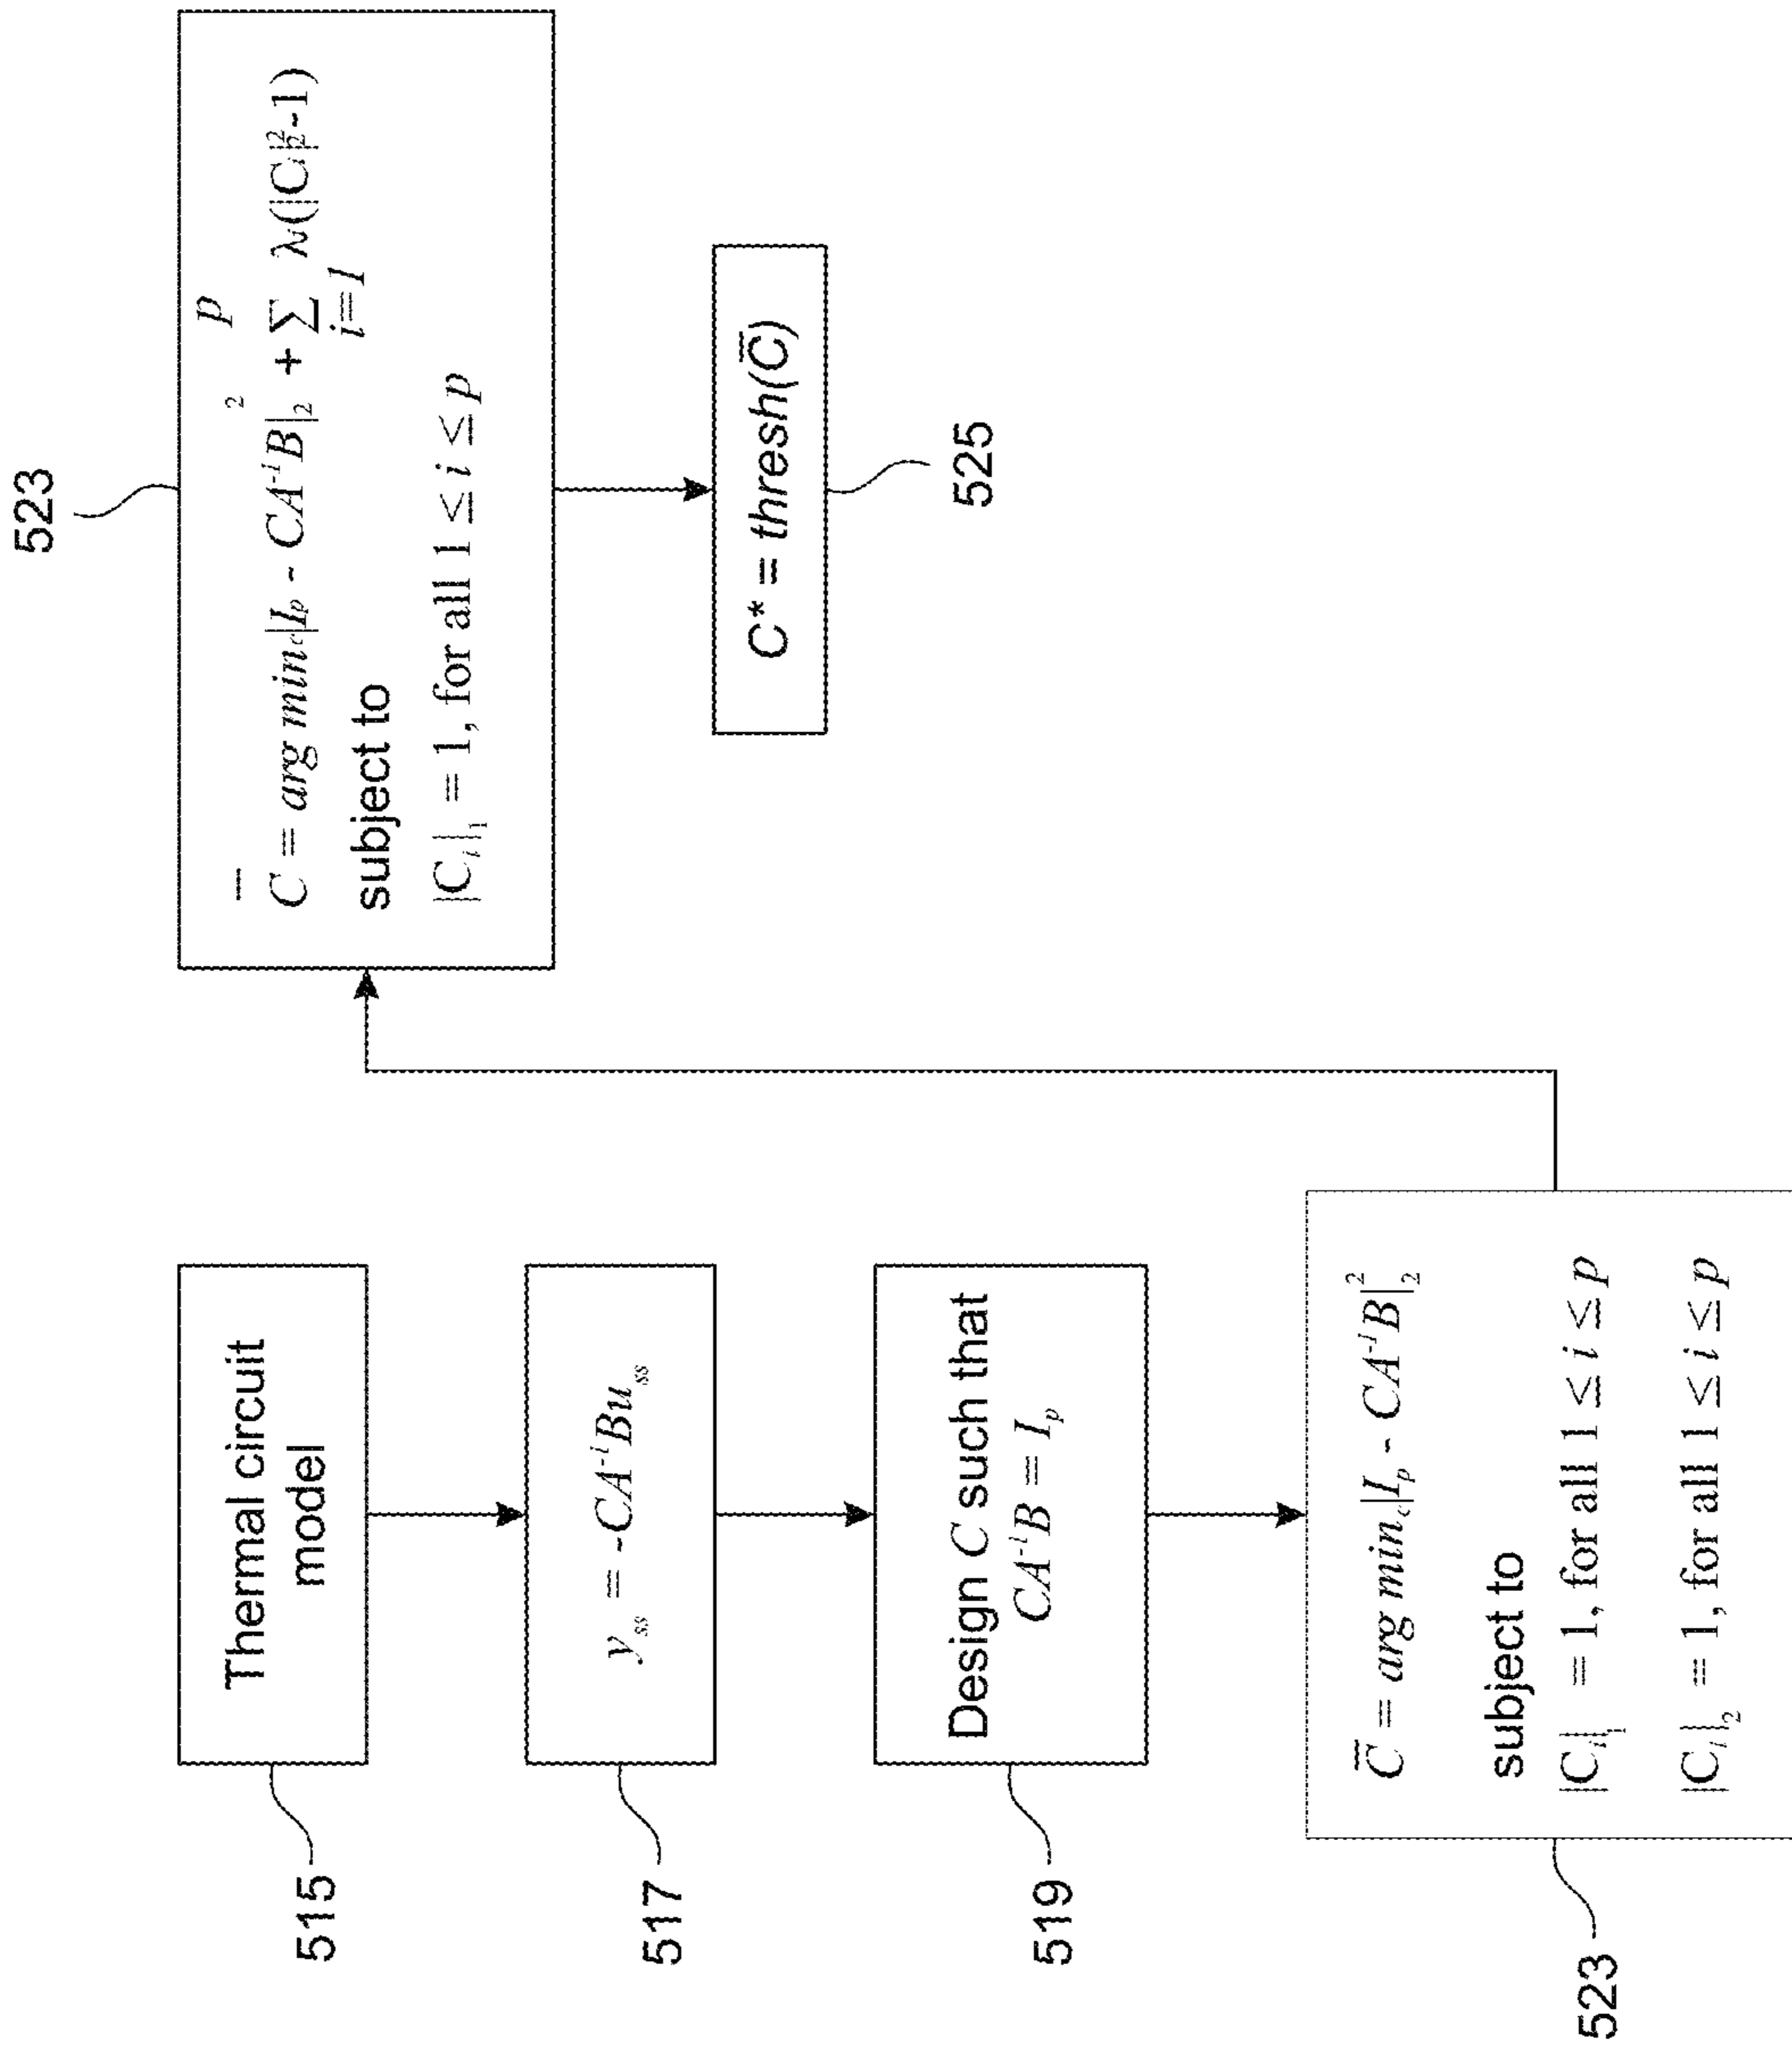 515
Thermal circuit
model
517
y_ss = -CA^-1Bu_ss
519
Design C such that
CA^-1B = I_p
523
C̅ = arg min_c|I_p - CA^-1B|_2^2
subject to
|C_i|_1 = 1, for all 1 ≤ i ≤ p
|C_i|_2 = 1, for all 1 ≤ i ≤ p
523
C̅ = arg min_c|I_p - CA^-1B|_2^2 + ∑_{i=1}^p λ_i(|C_i|_2^2-1)
subject to
|C_i|_1 = 1, for all 1 ≤ i ≤ p
C* = thresh(C̅)
525